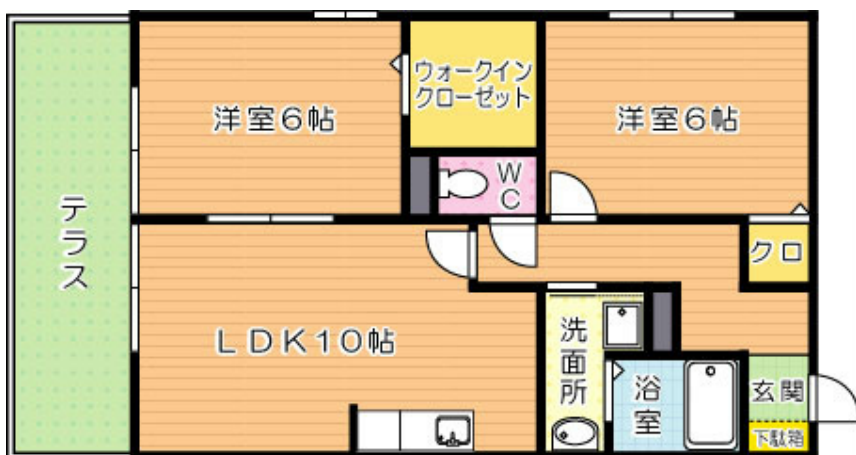 ウォークイン
クローゼット
洋室6帖
洋室6帖
WC
テラス
クロ
LDK10帖
洗面所
浴室
玄関
下駄箱